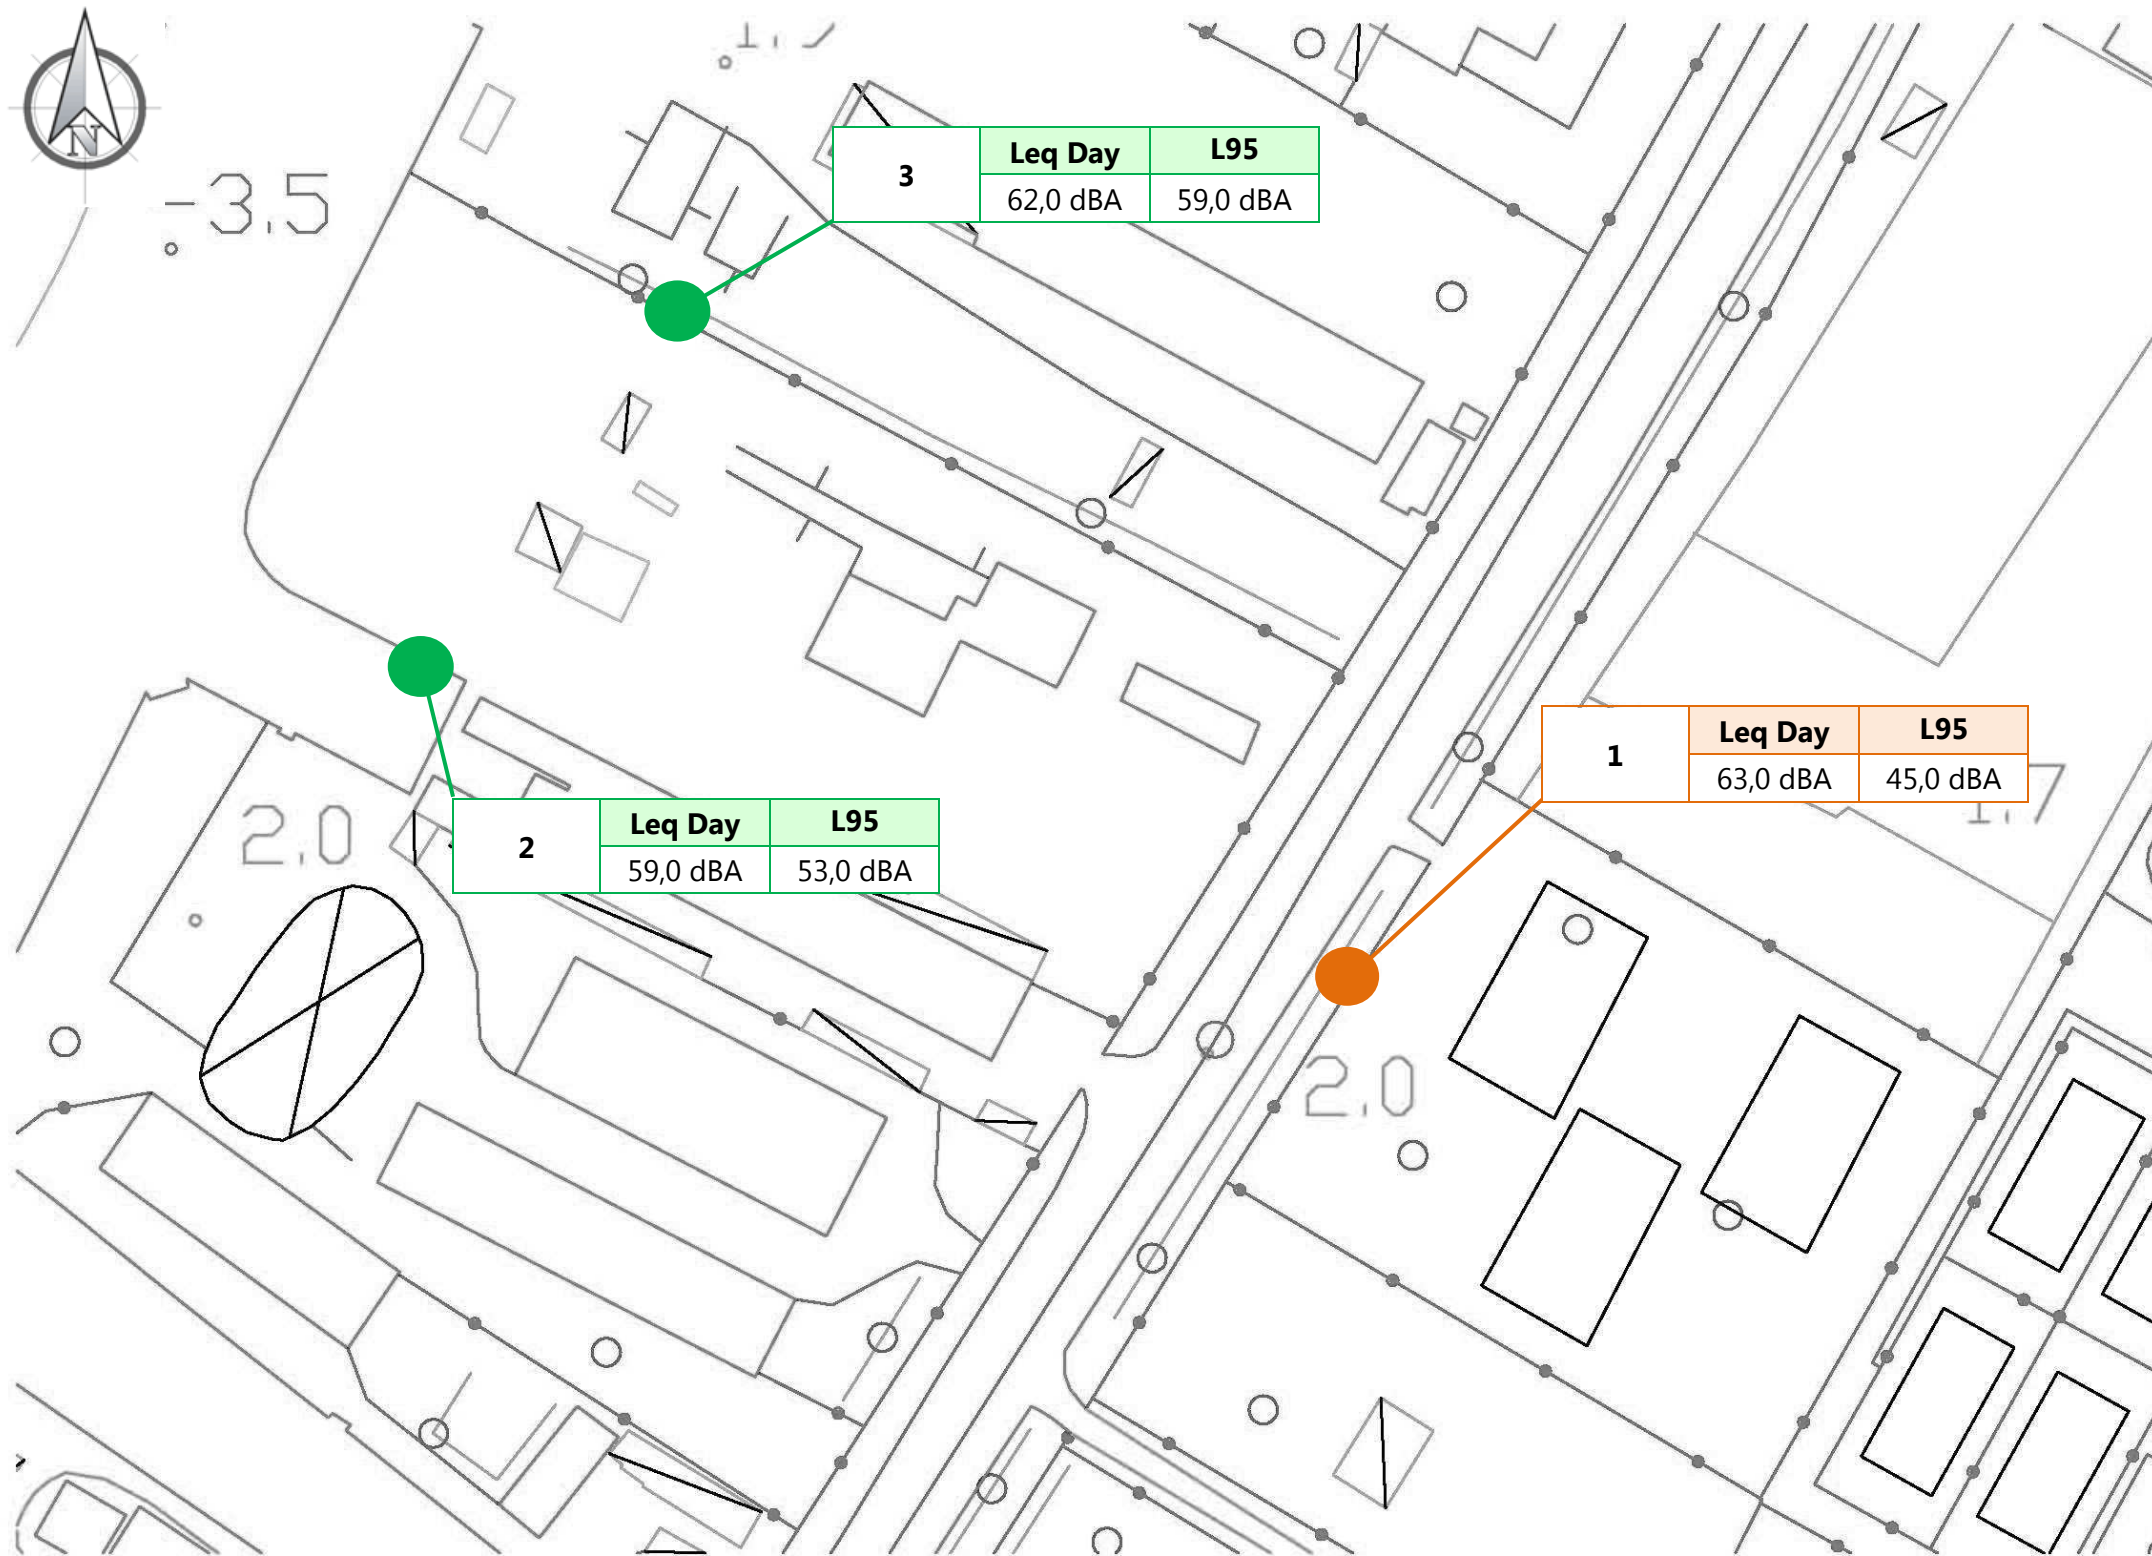 N
-3,5
3
Leq Day L95
62,0 dBA 59,0 dBA
1
Leq Day L95
63,0 dBA 45,0 dBA
2,0
2
Leq Day L95
59,0 dBA 53,0 dBA
2,0